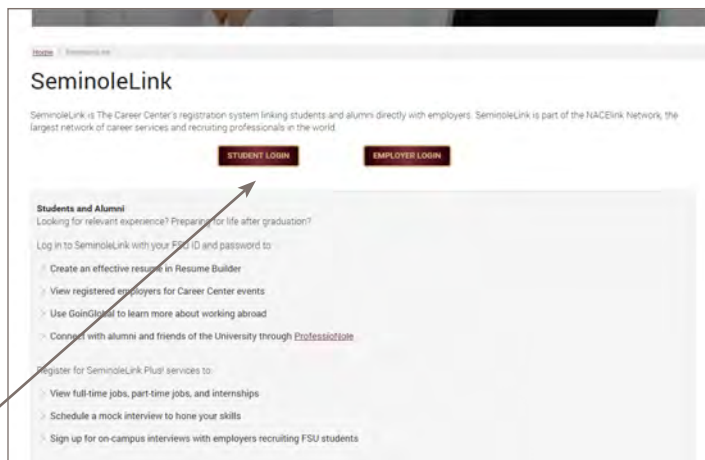 Home / SeminoleLink
SeminoleLink
SeminoleLink is The Career Center's registration system linking students and alumni directly with employers. SeminoleLink is part of the NACElink Network, the
largest network of career services and recruiting professionals in the world.
STUDENT LOGIN EMPLOYER LOGIN
Students and Alumni
Looking for relevant experience? Preparing for life after graduation?
Log in to SeminoleLink with your FSU ID and password to:
Create an effective resume in Resume Builder
View registered employers for Career Center events
Use GoinGlobal to learn more about working abroad
Connect with alumni and friends of the University through ProfessioNole
Register for SeminoleLink Plus! services to:
View full-time jobs, part-time jobs, and internships
Schedule a mock interview to hone your skills
Sign up for on-campus interviews with employers recruiting FSU students